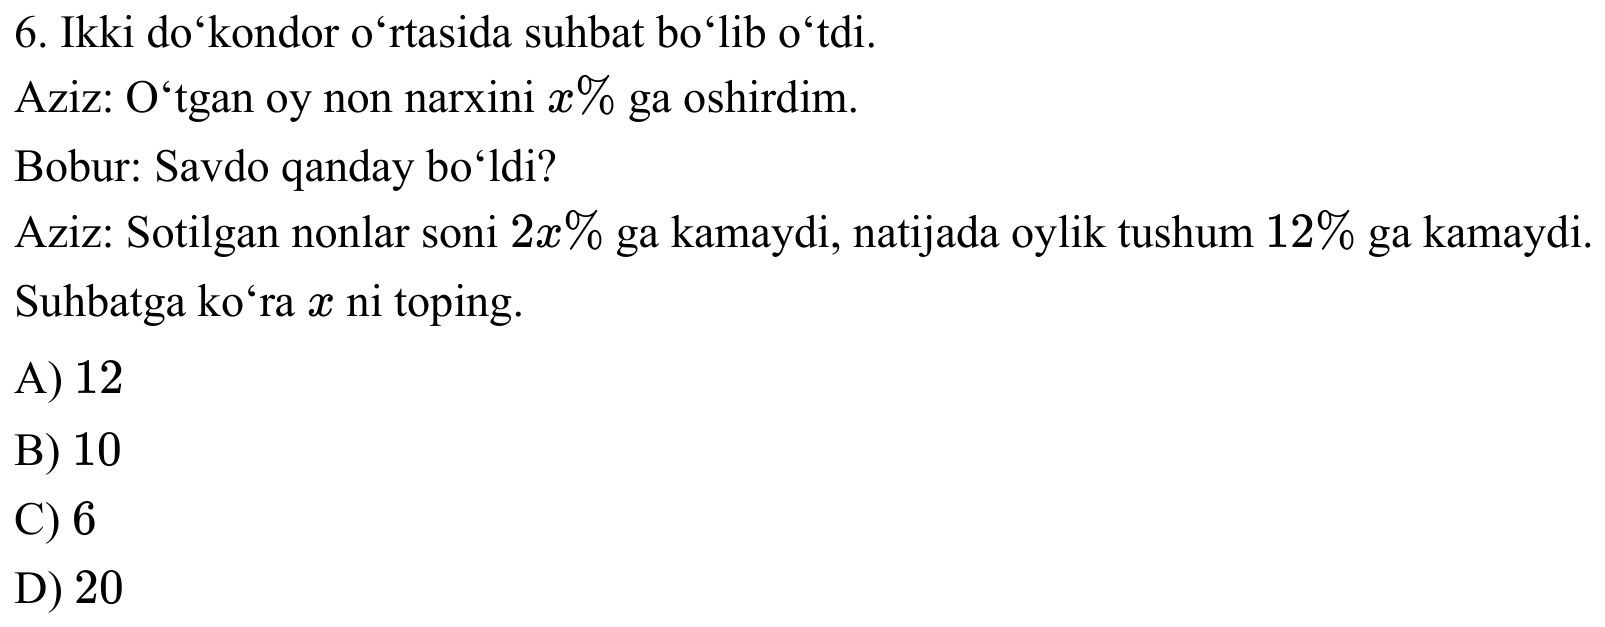 6. Ikki do‘kondor o‘rtasida suhbat bo‘lib o‘tdi.
Aziz: O‘tgan oy non narxini x% ga oshirdim.
Bobur: Savdo qanday bo‘ldi?
Aziz: Sotilgan nonlar soni 2x% ga kamaydi, natijada oylik tushum 12% ga kamaydi.
Suhbatga ko‘ra x ni toping.
A) 12
B) 10
C) 6
D) 20